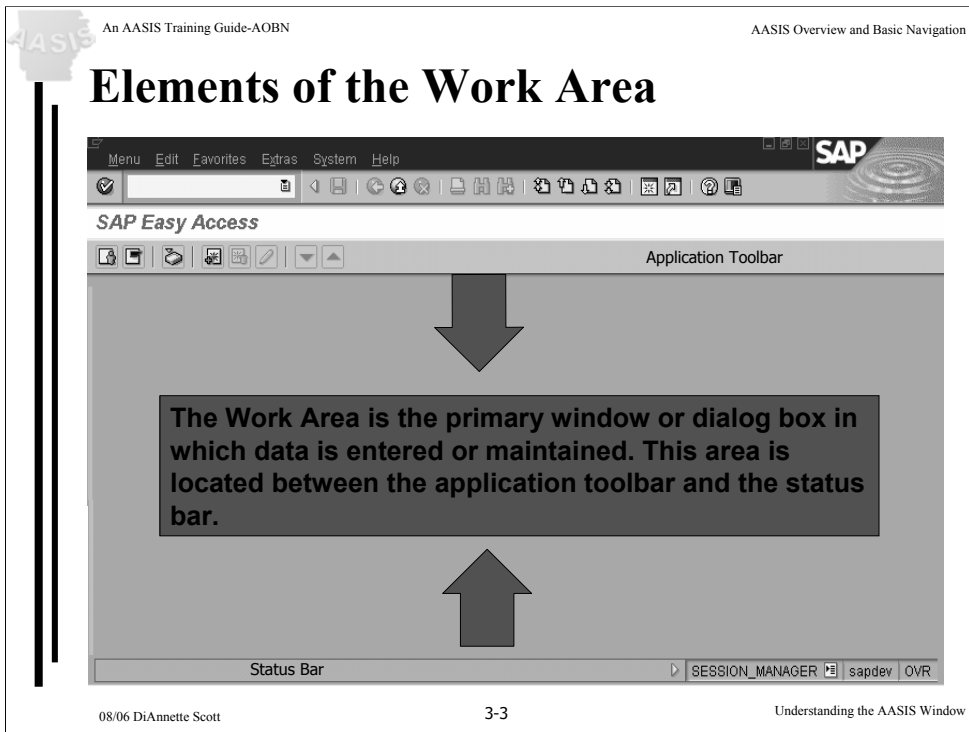 An AASIS Training Guide-AOBN
AASIS Overview and Basic Navigation
AASIS
Elements of the Work Area
Menu Edit Favorites Extras System Help
SAP
SAP Easy Access
Application Toolbar
The Work Area is the primary window or dialog box in
which data is entered or maintained. This area is
located between the application toolbar and the status
bar.
Status Bar
SESSION_MANAGER sapdev OVR
08/06 DiAnnette Scott
3-3
Understanding the AASIS Window